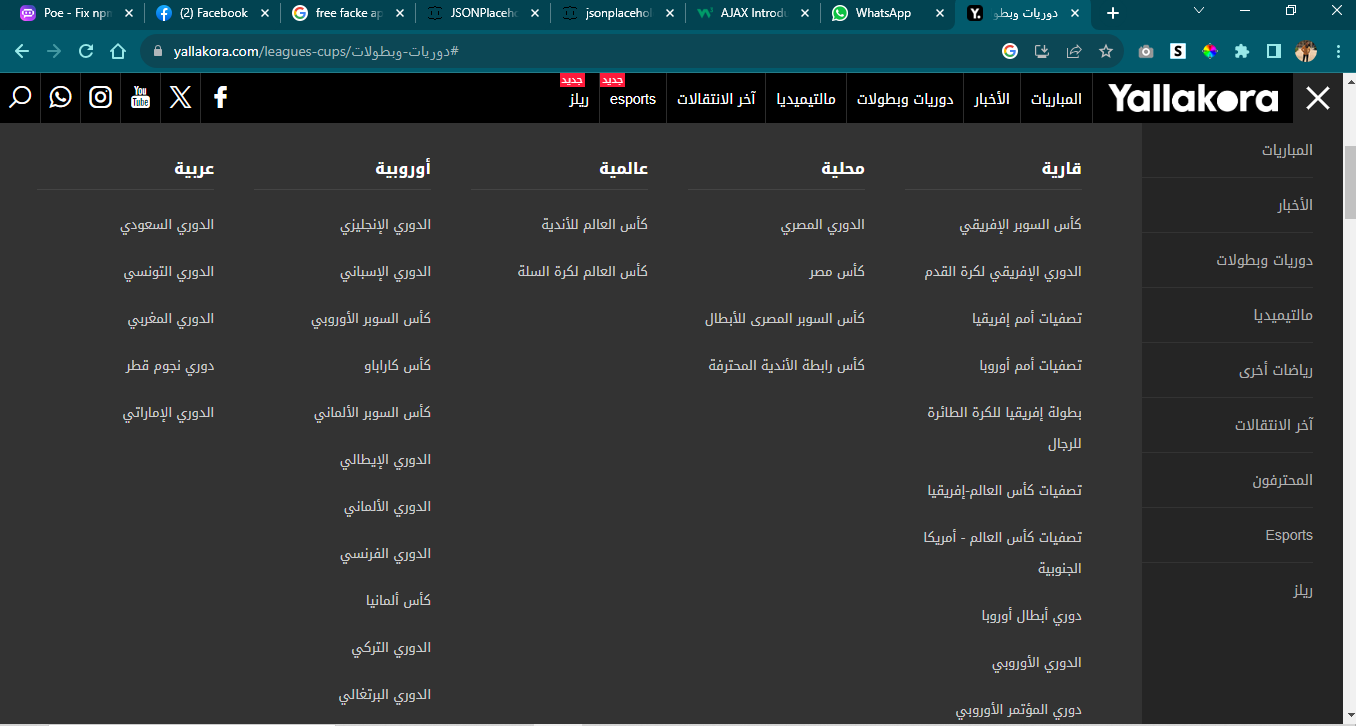 Poe - Fix npm
(2) Facebook
free facke ap
JSONPlaceho
jsonplacehol
AJAX Introdu
WhatsApp
دوريات وبطو
yallakora.com/leagues-cups/دوريات-وبطولات#
Yallakora
المباريات
الأخبار
دوريات وبطولات
مالتيميديا
آخر الانتقالات
جديد
esports
جديد
ريلز
You
Tube
المباريات
الأخبار
دوريات وبطولات
مالتيميديا
رياضات أخرى
آخر الانتقالات
المحترفون
Esports
ريلز
قارية
كأس السوبر الإفريقي
الدوري الإفريقي لكرة القدم
تصفيات أمم إفريقيا
تصفيات أمم أوروبا
بطولة إفريقيا للكرة الطائرة
للرجال
تصفيات كأس العالم-إفريقيا
تصفيات كأس العالم - أمريكا
الجنوبية
دوري أبطال أوروبا
الدوري الأوروبي
دوري المؤتمر الأوروبي
محلية
الدوري المصري
كأس مصر
كأس السوبر المصرى للأبطال
كأس رابطة الأندية المحترفة
عالمية
كأس العالم للأندية
كأس العالم لكرة السلة
أوروبية
الدوري الإنجليزي
الدوري الإسباني
كأس السوبر الأوروبي
كأس كاراباو
كأس السوبر الألماني
الدوري الإيطالي
الدوري الألماني
الدوري الفرنسي
كأس ألمانيا
الدوري التركي
الدوري البرتغالي
عربية
الدوري السعودي
الدوري التونسي
الدوري المغربي
دوري نجوم قطر
الدوري الإماراتي